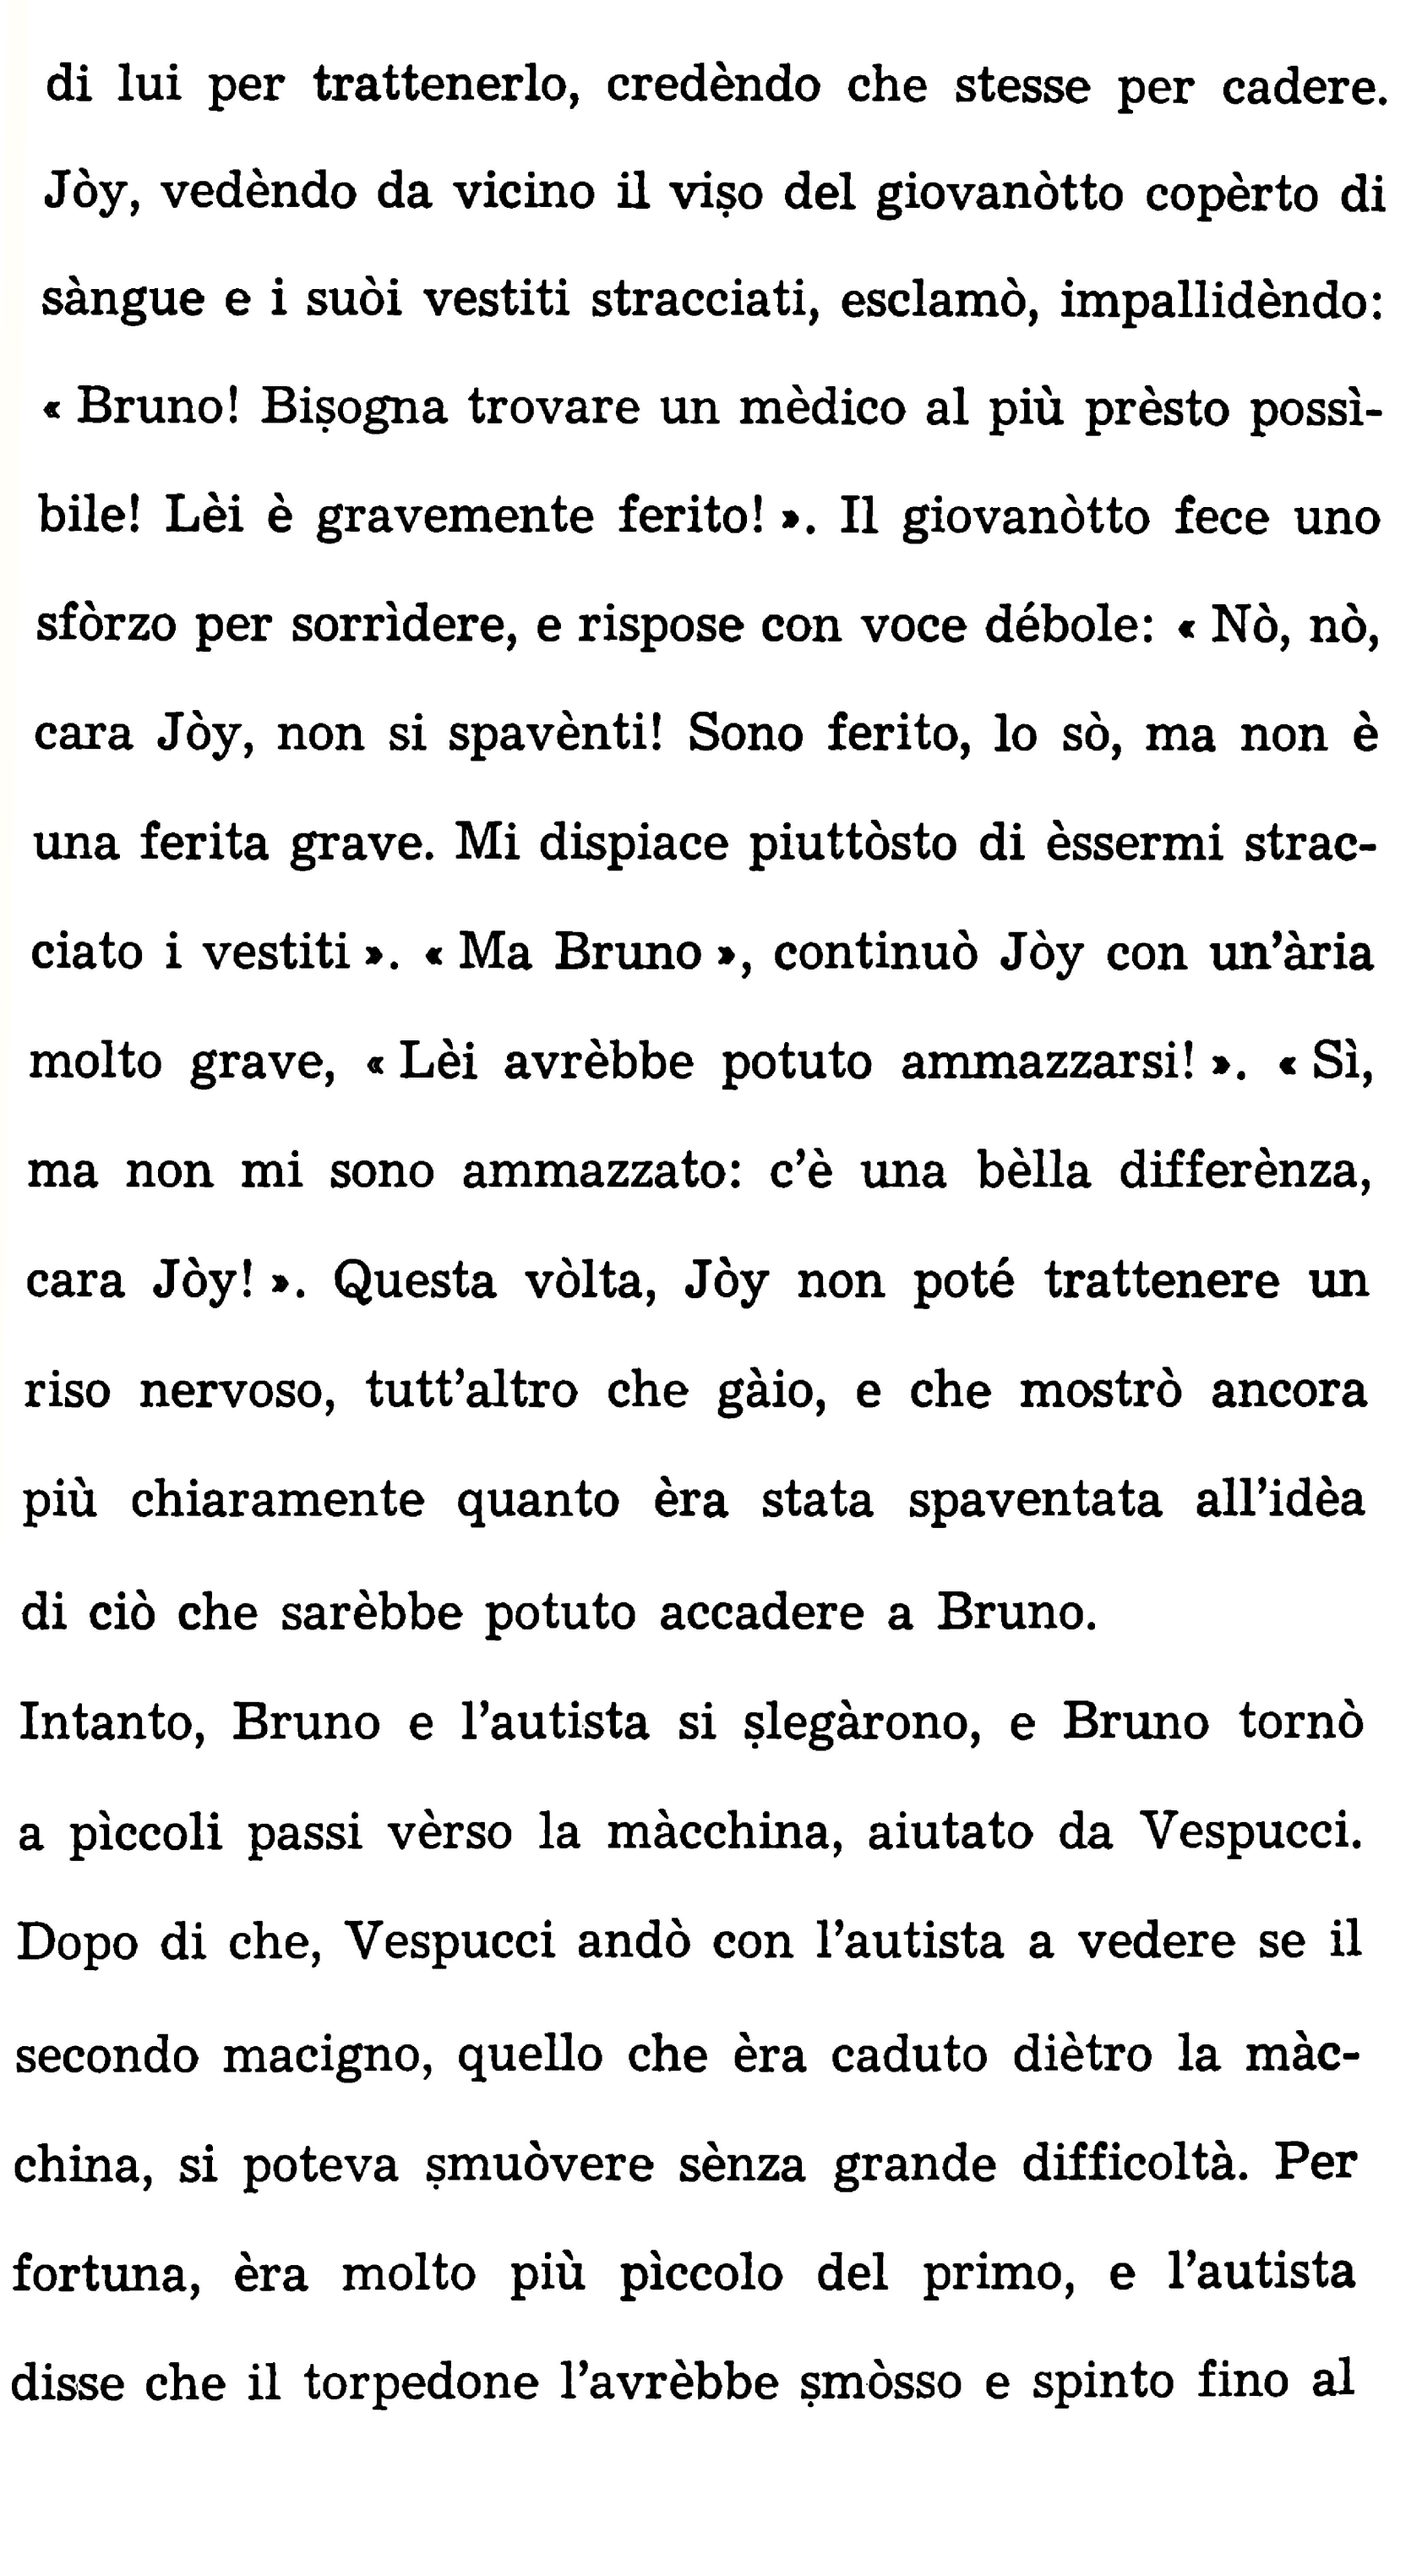 di lui per trattenerlo, credèndo che stesse per cadere.
Jòy, vedèndo da vicino il viṣo del giovanòtto copèrto di
sàngue e i suòi vestiti stracciati, esclamò, impallidèndo:
« Bruno! Biṣogna trovare un mèdico al più prèsto possì-
bile! Lèi è gravemente ferito! ». Il giovanòtto fece uno
sfòrzo per sorrìdere, e rispose con voce débole: « Nò, nò,
cara Jòy, non si spavènti! Sono ferito, lo sò, ma non è
una ferita grave. Mi dispiace piuttòsto di èssermi strac-
ciato i vestiti ». « Ma Bruno », continuò Jòy con un’ària
molto grave, « Lèi avrèbbe potuto ammazzarsi! ». « Sì,
ma non mi sono ammazzato: c’è una bèlla differènza,
cara Jòy! ». Questa vòlta, Jòy non poté trattenere un
riso nervoso, tutt’altro che gàio, e che mostrò ancora
più chiaramente quanto èra stata spaventata all’idèa
di ciò che sarèbbe potuto accadere a Bruno.
Intanto, Bruno e l’autista si ṣlegàrono, e Bruno tornò
a pìccoli passi vèrso la màcchina, aiutato da Vespucci.
Dopo di che, Vespucci andò con l’autista a vedere se il
secondo macigno, quello che èra caduto diètro la màc-
china, si poteva ṣmuòvere sènza grande difficoltà. Per
fortuna, èra molto più pìccolo del primo, e l’autista
disse che il torpedone l’avrèbbe ṣmòsso e spinto fino al